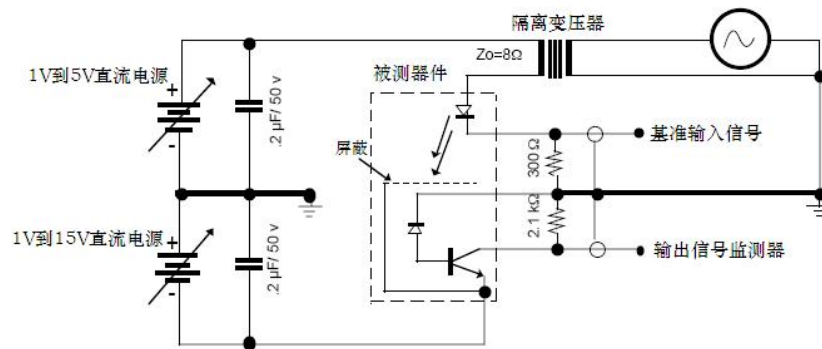 隔离变压器
Zo=8Ω
1V到5V直流电源
+
-
.2 μF/ 50 v
被测器件
屏蔽
基准输入信号
300 Ω
2.1 kΩ
1V到15V直流电源
+
-
.2 μF/ 50 v
输出信号监测器